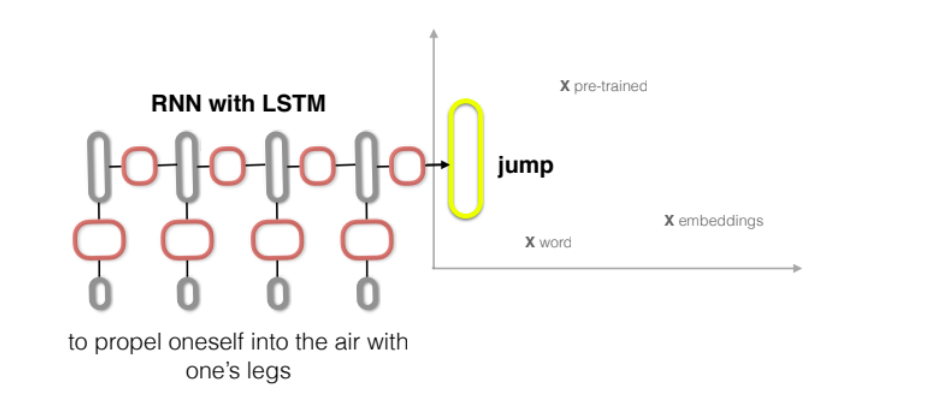 RNN with LSTM
X pre-trained
jump
X embeddings
X word
to propel oneself into the air with
one's legs